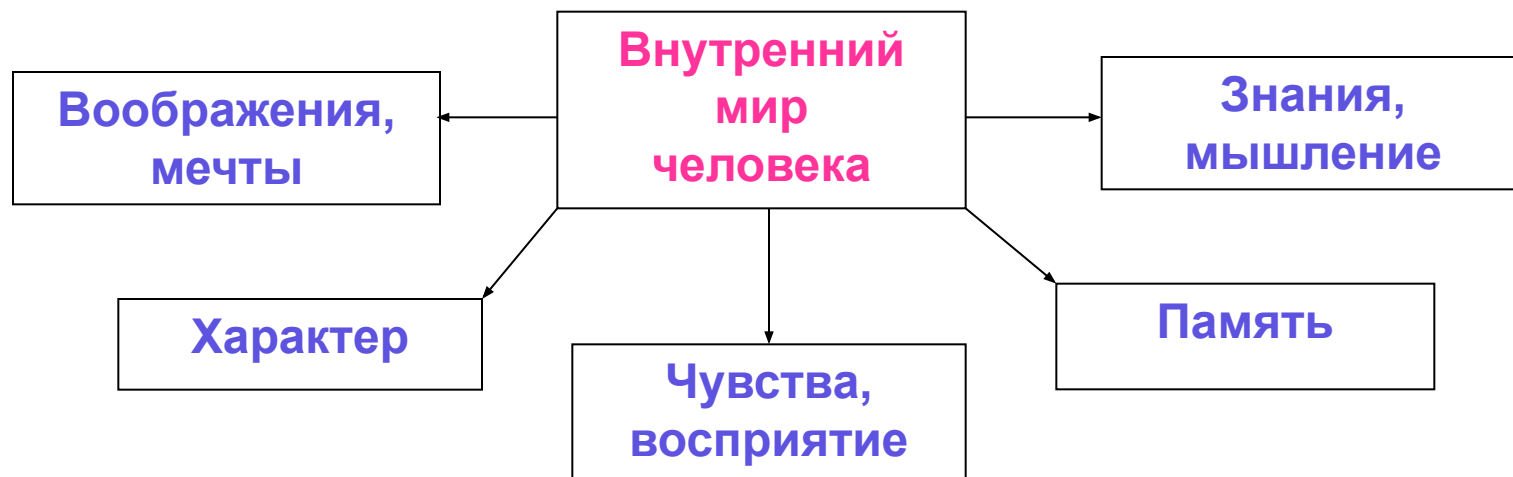 Внутренний
мир
человека
Воображения,
мечты
Знания,
мышление
Характер
Чувства,
восприятие
Память